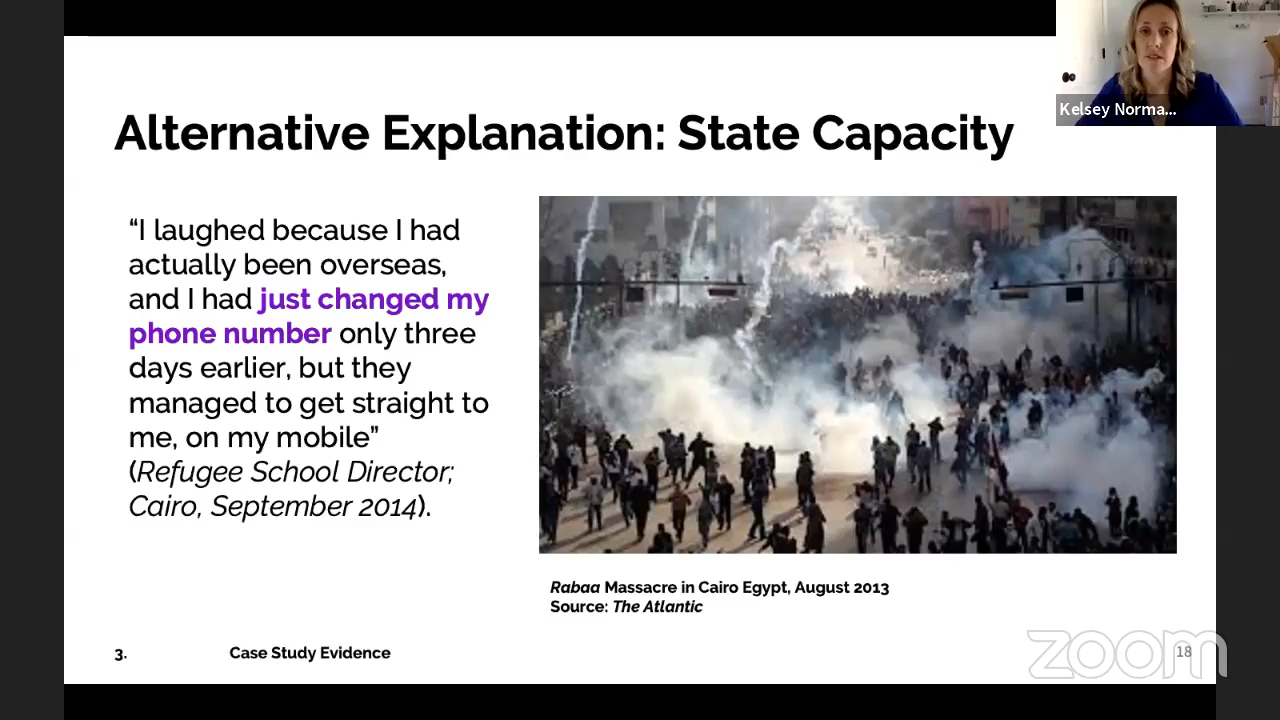 Kelsey Norma...
Alternative Explanation: State Capacity
“I laughed because I had
actually been overseas,
and I had just changed my
phone number only three
days earlier, but they
managed to get straight to
me, on my mobile”
(Refugee School Director;
Cairo, September 2014).
Rabaa Massacre in Cairo Egypt, August 2013
Source: The Atlantic
3.
Case Study Evidence
18
zoom